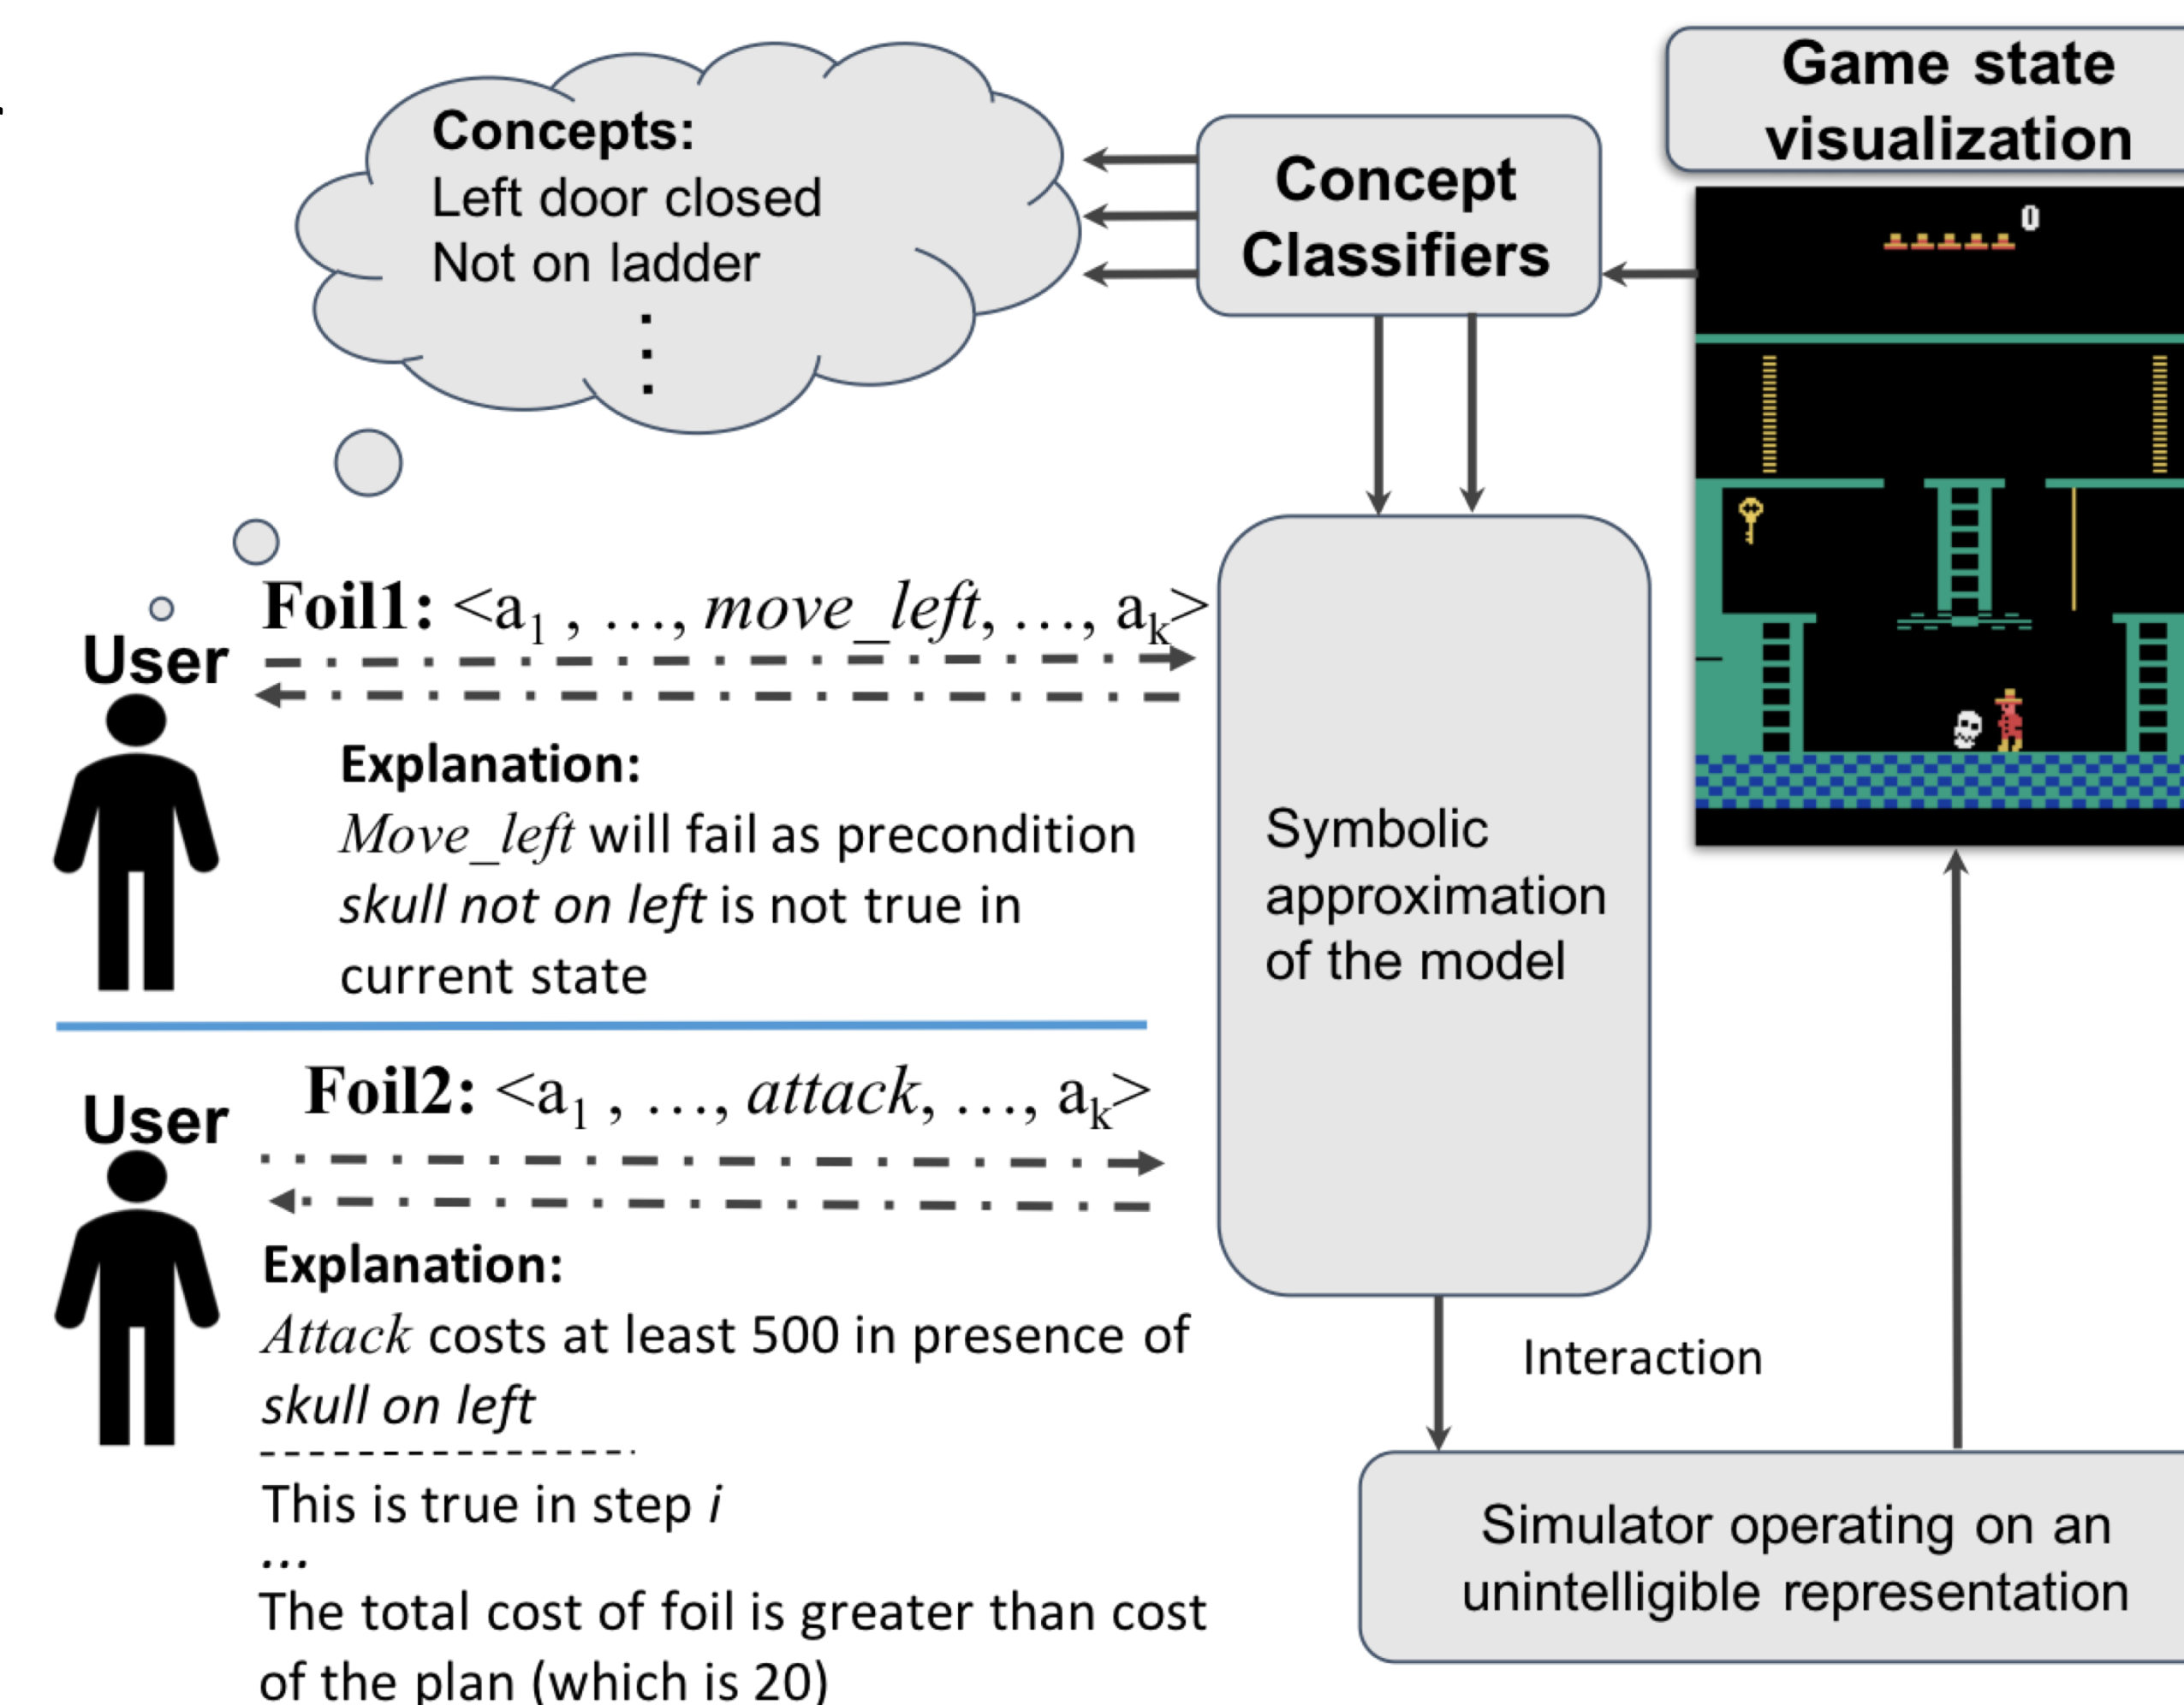 Concepts:
Left door closed
Not on ladder
.
.
.
Concept
Classifiers
Game state
visualization
0
User
Foil1: <a1 , …, move_left, …, ak>
Explanation:
Move_left will fail as precondition
skull not on left is not true in
current state
User
Foil2: <a1 , …, attack, …, ak>
Explanation:
Attack costs at least 500 in presence of
skull on left
This is true in step i
...
The total cost of foil is greater than cost
of the plan (which is 20)
Symbolic
approximation
of the model
Interaction
Simulator operating on an
unintelligible representation